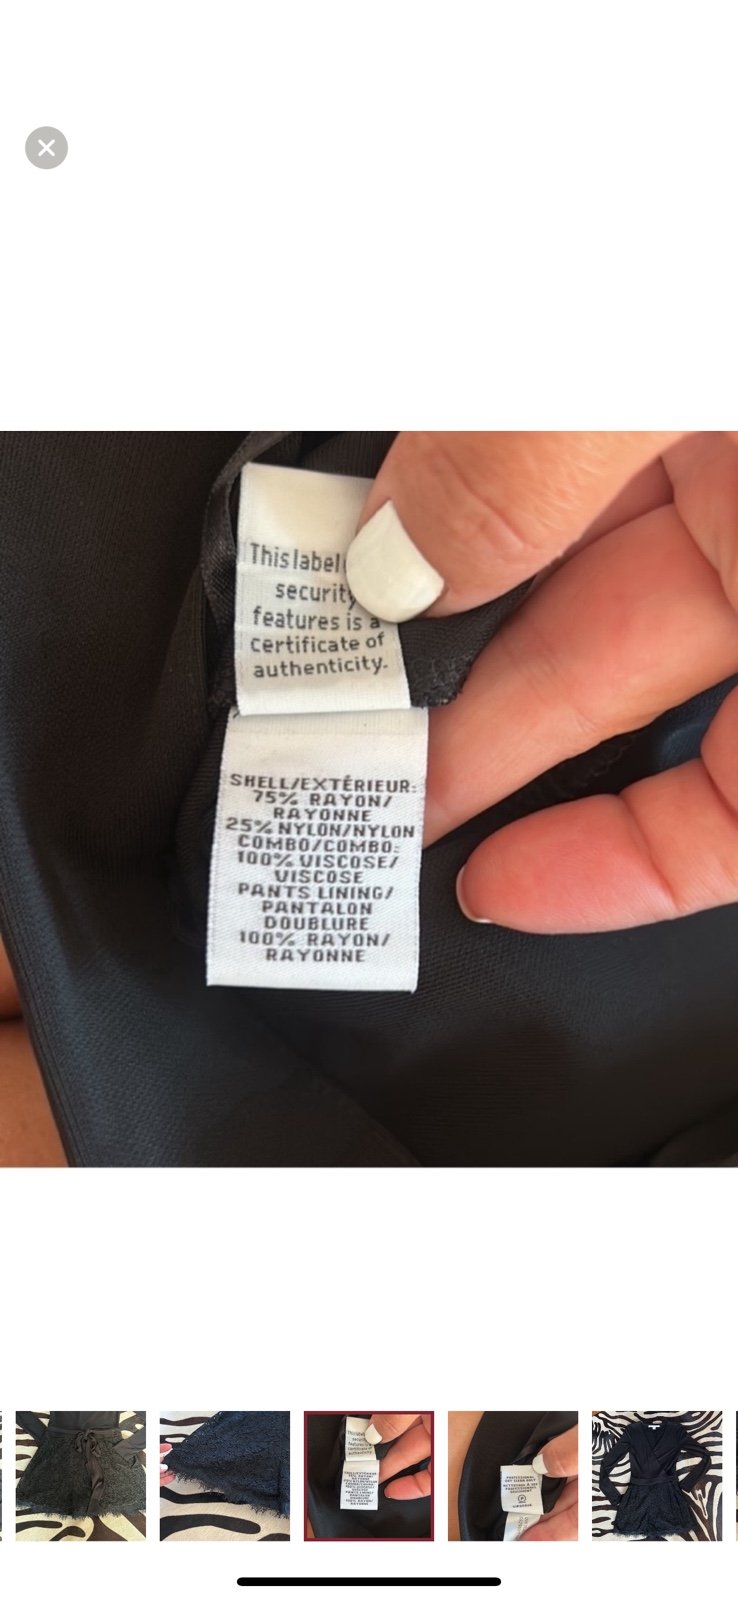 This label
security
features is a
certificate of
authenticity.
SHELL/EXTÉRIEUR:
75% RAYON/
RAYONNE
25% NYLON/NYLON
COMBO/COMBO:
100% VISCOSE/
VISCOSE
PANTS LINING/
PANTALON
DOUBLURE
100% RAYON/
RAYONNE